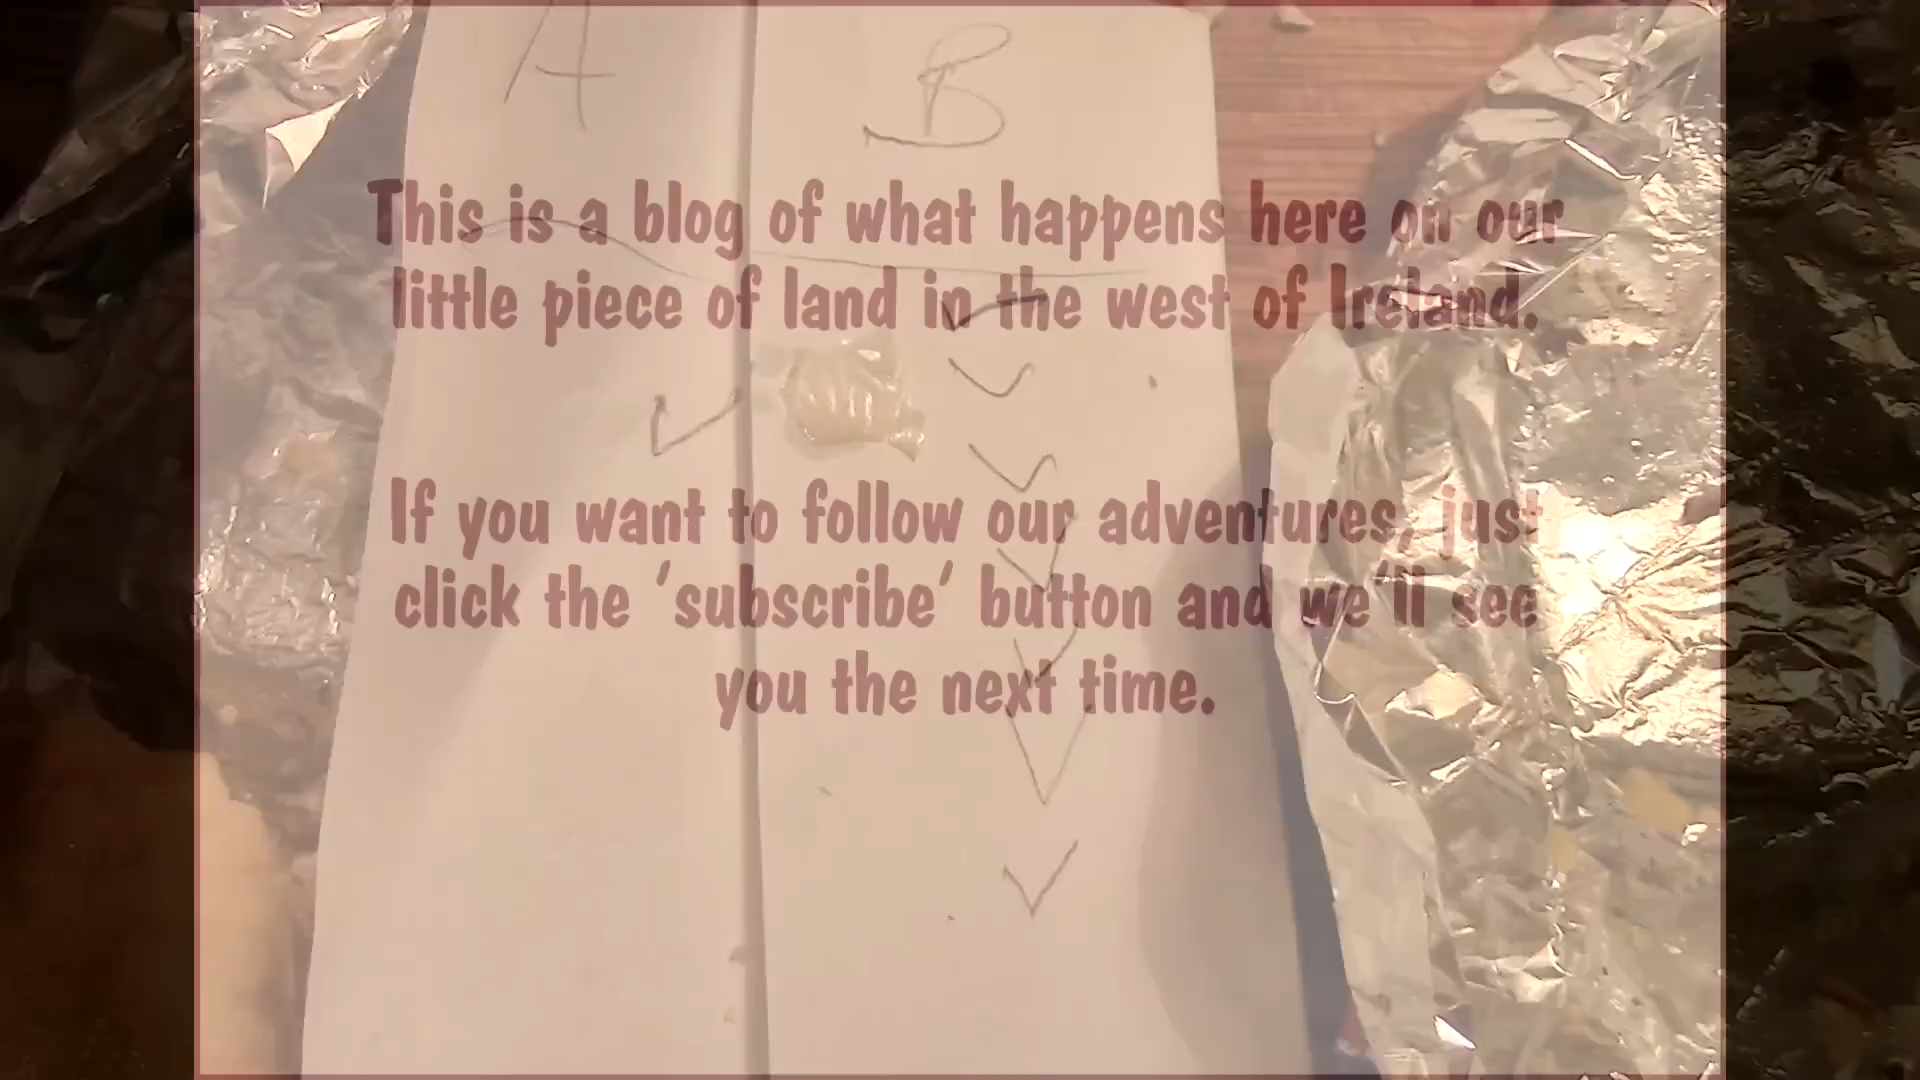 A B
This is a blog of what happens here on our
little piece of land in the west of Ireland.
If you want to follow our adventures, just
click the ‘subscribe’ button and we’ll see
you the next time.